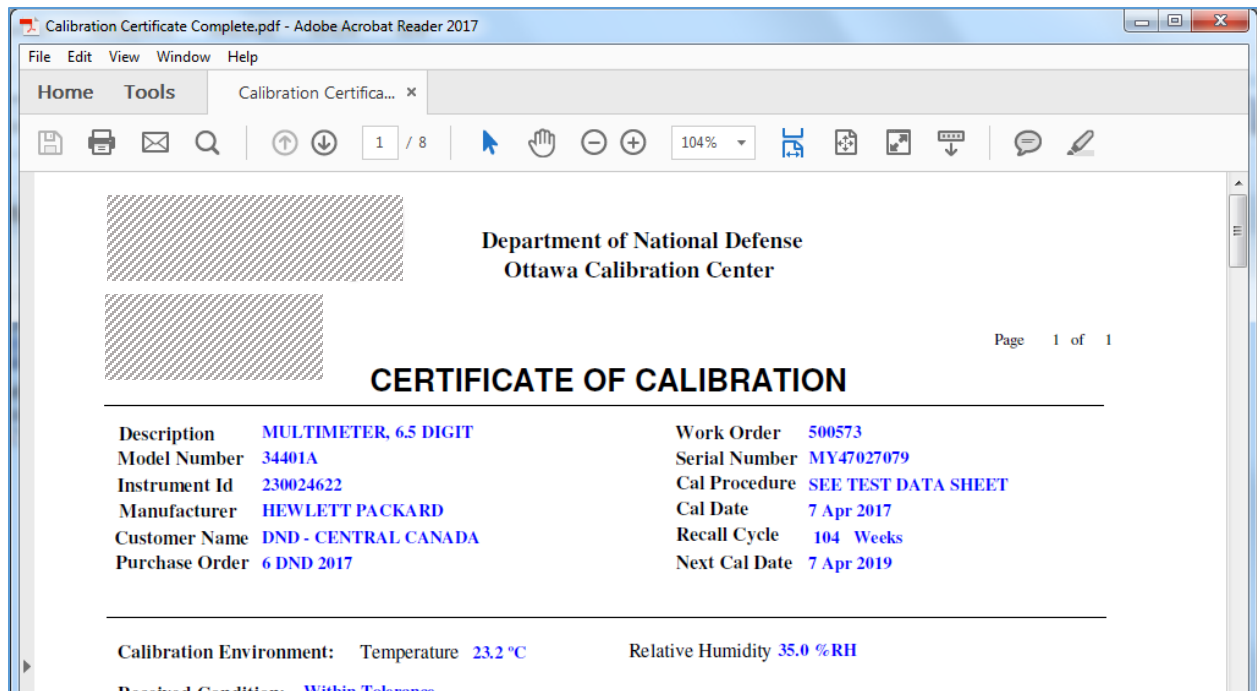 Calibration Certificate Complete.pdf - Adobe Acrobat Reader 2017
File Edit View Window Help
Home Tools Calibration Certifica... ×
1 / 8 104%
Department of National Defense
Ottawa Calibration Center
Page 1 of 1
CERTIFICATE OF CALIBRATION
Description MULTIMETER, 6.5 DIGIT Work Order 500573
Model Number 34401A Serial Number MY47027079
Instrument Id 230024622 Cal Procedure SEE TEST DATA SHEET
Manufacturer HEWLETT PACKARD Cal Date 7 Apr 2017
Customer Name DND - CENTRAL CANADA Recall Cycle 104 Weeks
Purchase Order 6 DND 2017 Next Cal Date 7 Apr 2019
Calibration Environment: Temperature 23.2 ºC Relative Humidity 35.0 %RH
Received Condition: Within Tolerance